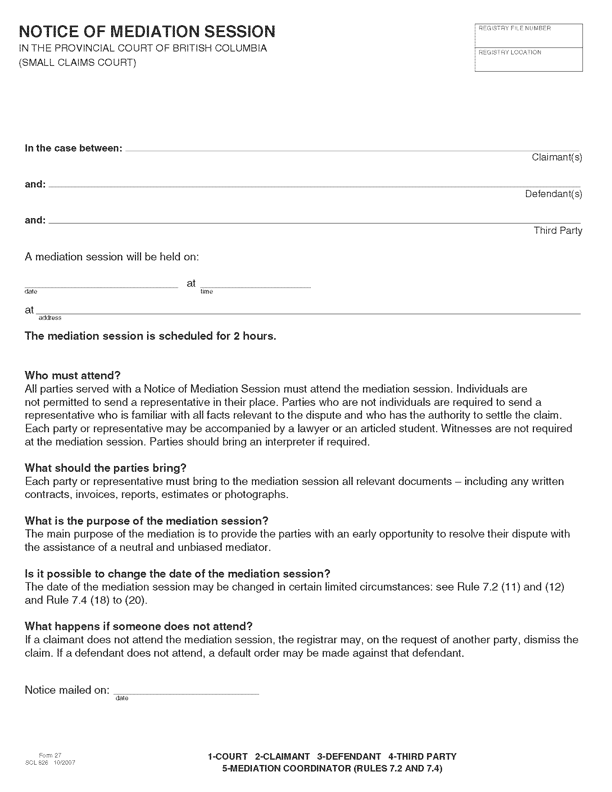 NOTICE OF MEDIATION SESSION
IN THE PROVINCIAL COURT OF BRITISH COLUMBIA
(SMALL CLAIMS COURT)
REGISTRY FILE NUMBER
REGISTRY LOCATION
In the case between:
Claimant(s)
and:
Defendant(s)
and:
Third Party
A mediation session will be held on:
at
date time
at
address
The mediation session is scheduled for 2 hours.
Who must attend?
All parties served with a Notice of Mediation Session must attend the mediation session. Individuals are
not permitted to send a representative in their place. Parties who are not individuals are required to send a
representative who is familiar with all facts relevant to the dispute and who has the authority to settle the claim.
Each party or representative may be accompanied by a lawyer or an articled student. Witnesses are not required
at the mediation session. Parties should bring an interpreter if required.
What should the parties bring?
Each party or representative must bring to the mediation session all relevant documents – including any written
contracts, invoices, reports, estimates or photographs.
What is the purpose of the mediation session?
The main purpose of the mediation is to provide the parties with an early opportunity to resolve their dispute with
the assistance of a neutral and unbiased mediator.
Is it possible to change the date of the mediation session?
The date of the mediation session may be changed in certain limited circumstances: see Rule 7.2 (11) and (12)
and Rule 7.4 (18) to (20).
What happens if someone does not attend?
If a claimant does not attend the mediation session, the registrar may, on the request of another party, dismiss the
claim. If a defendant does not attend, a default order may be made against that defendant.
Notice mailed on:
date
Form 27
SCL 826 10/2007
1-COURT 2-CLAIMANT 3-DEFENDANT 4-THIRD PARTY
5-MEDIATION COORDINATOR (RULES 7.2 AND 7.4)